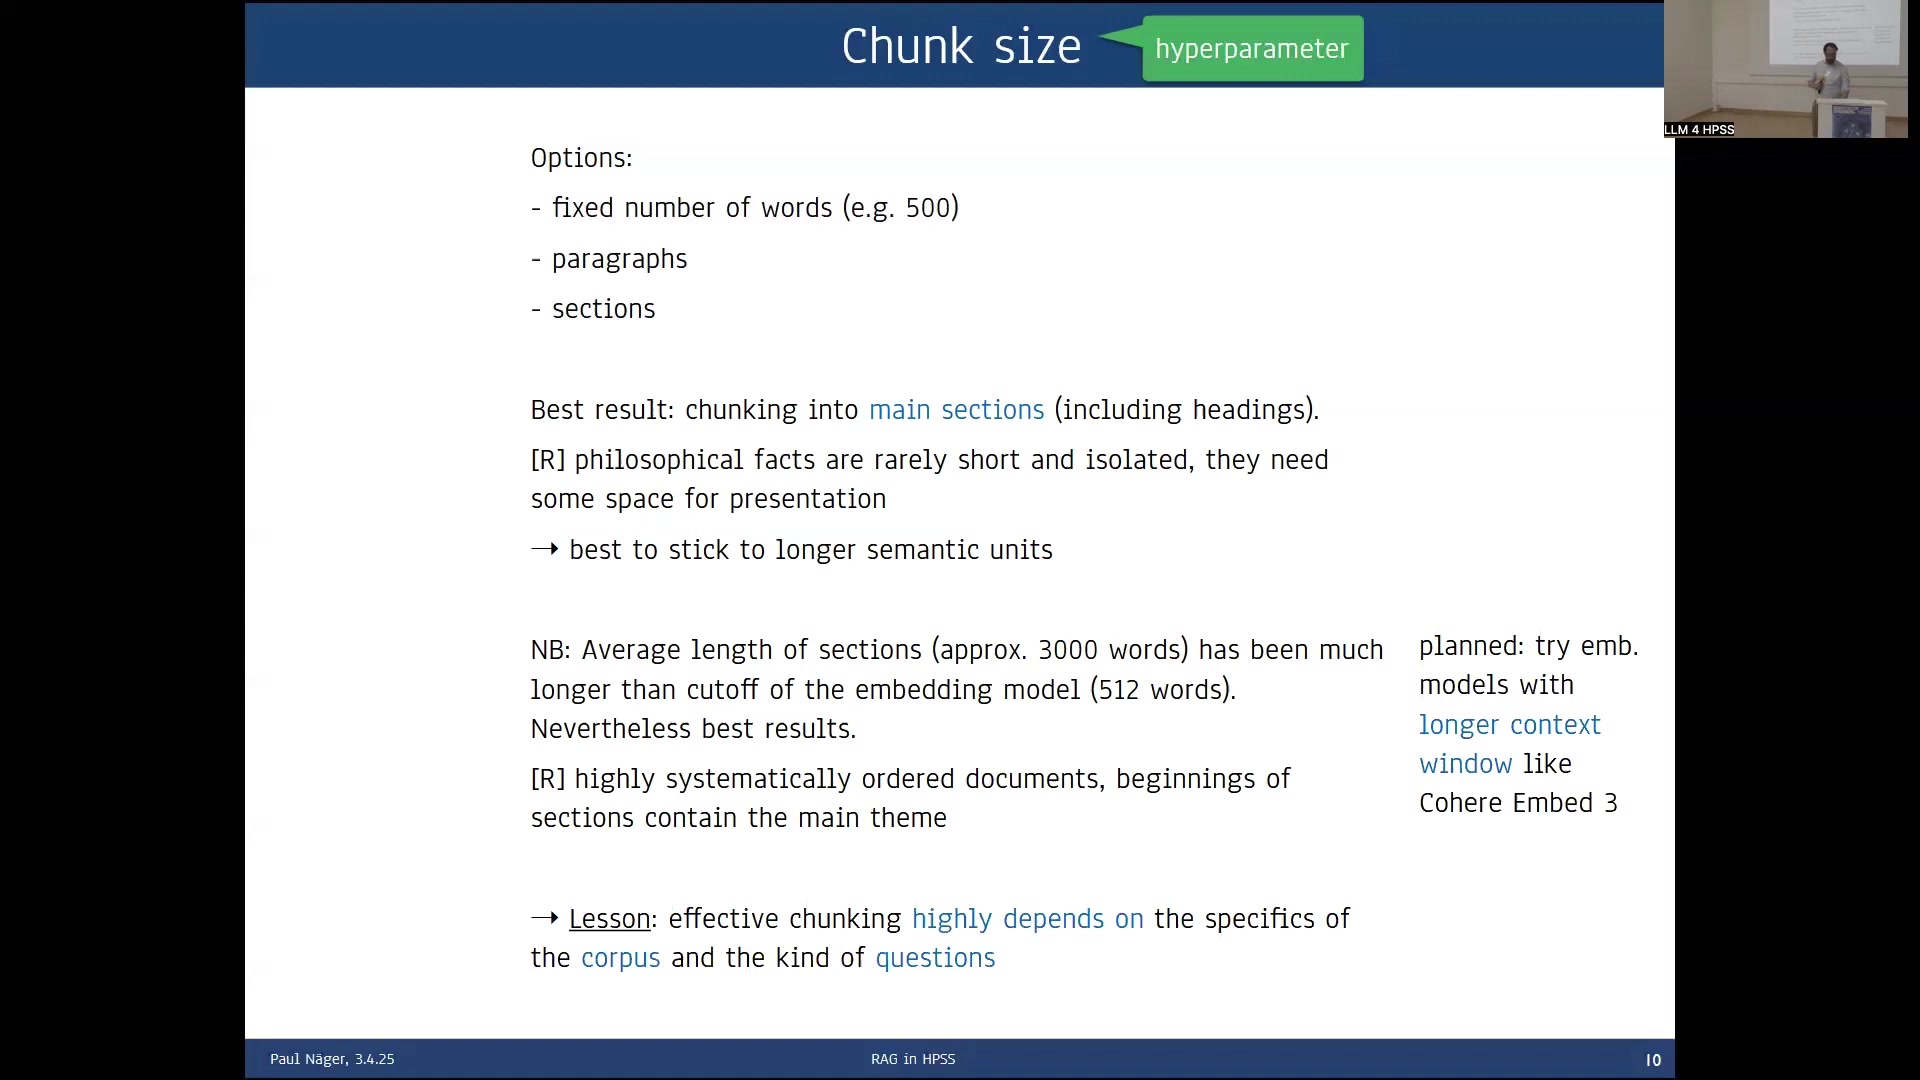 Chunk size
hyperparameter
LLM 4 HPSS
Options:
- fixed number of words (e.g. 500)
- paragraphs
- sections
Best result: chunking into main sections (including headings).
[R] philosophical facts are rarely short and isolated, they need
some space for presentation
→ best to stick to longer semantic units
NB: Average length of sections (approx. 3000 words) has been much
longer than cutoff of the embedding model (512 words).
Nevertheless best results.
[R] highly systematically ordered documents, beginnings of
sections contain the main theme
planned: try emb.
models with
longer context
window like
Cohere Embed 3
→ Lesson: effective chunking highly depends on the specifics of
the corpus and the kind of questions
Paul Näger, 3.4.25
RAG in HPSS
10